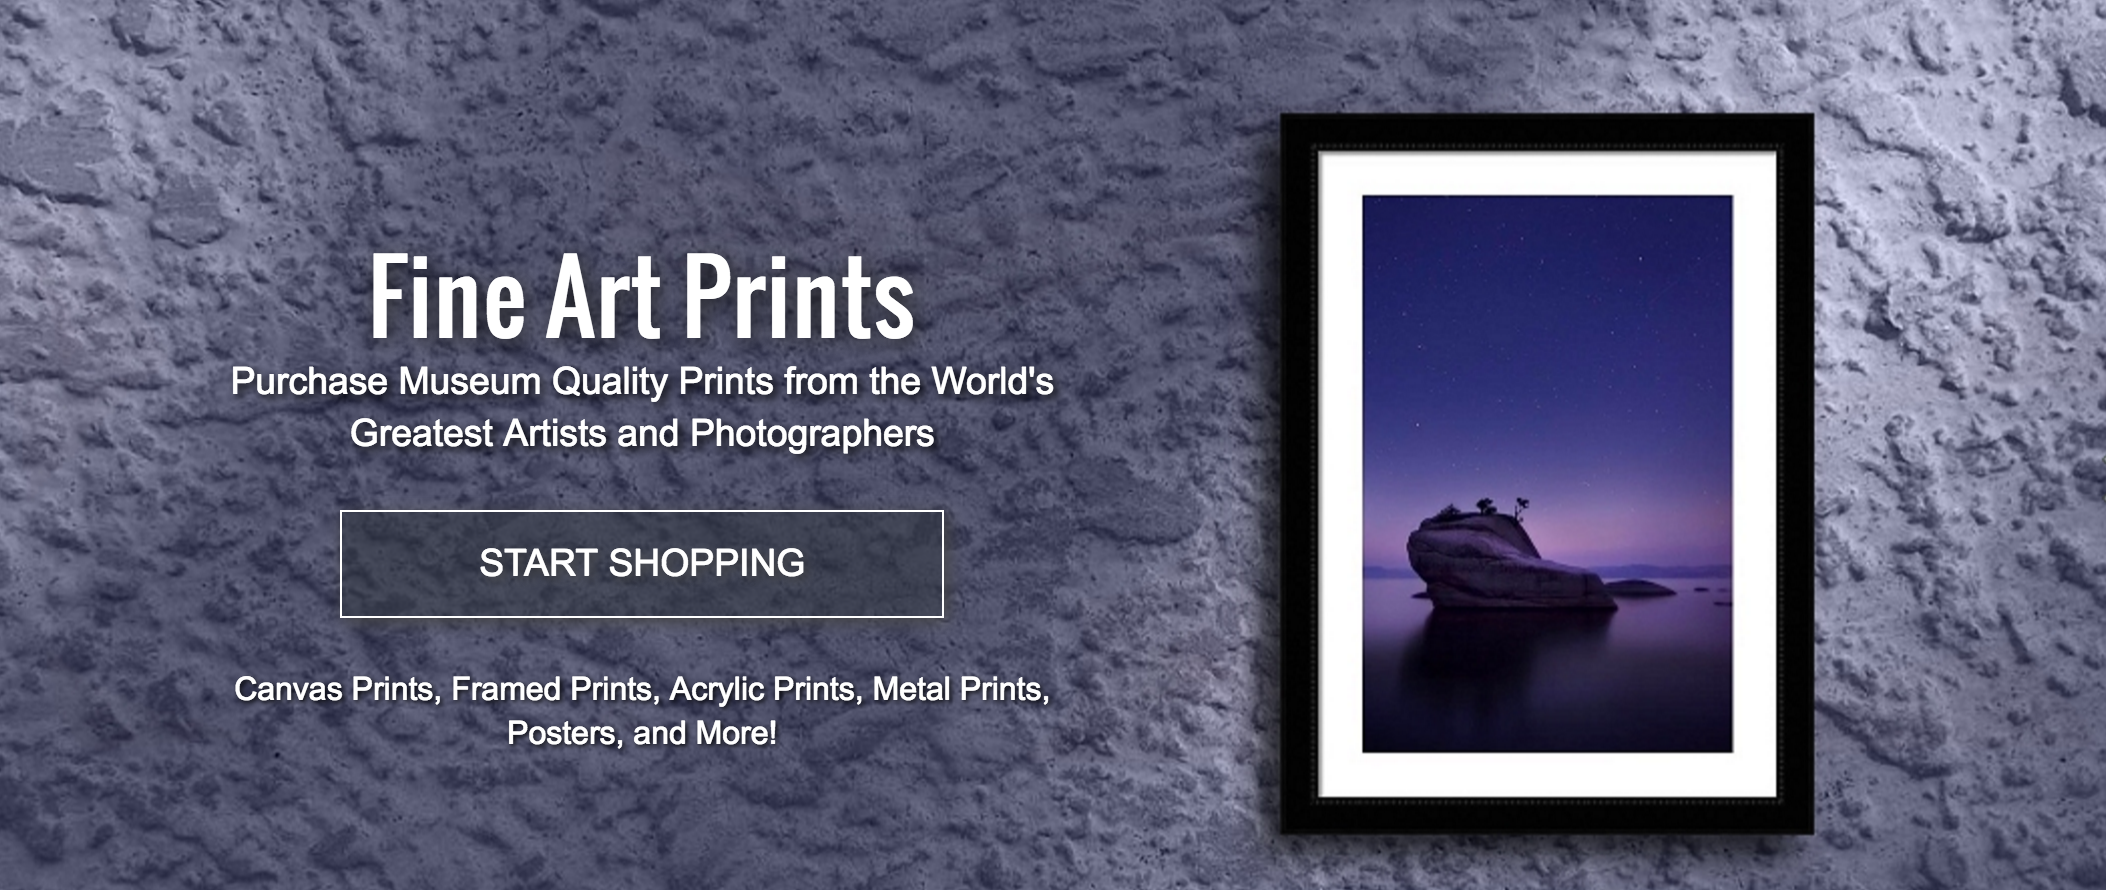 Fine Art Prints
Purchase Museum Quality Prints from the World's
Greatest Artists and Photographers
START SHOPPING
Canvas Prints, Framed Prints, Acrylic Prints, Metal Prints,
Posters, and More!